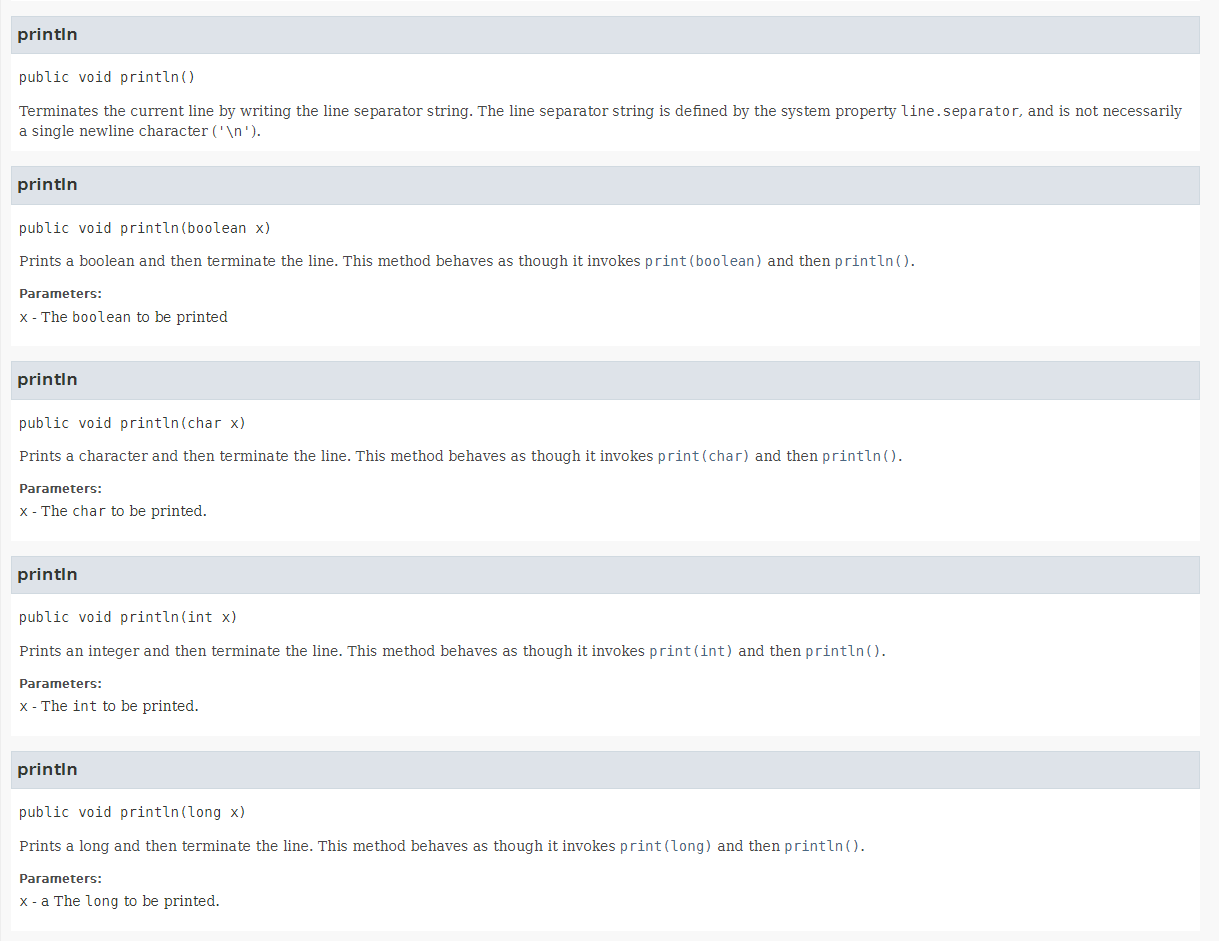 println
public void println()
Terminates the current line by writing the line separator string. The line separator string is defined by the system property line.separator, and is not necessarily
a single newline character ('\n').
println
public void println(boolean x)
Prints a boolean and then terminate the line. This method behaves as though it invokes print(boolean) and then println().
Parameters:
x - The boolean to be printed
println
public void println(char x)
Prints a character and then terminate the line. This method behaves as though it invokes print(char) and then println().
Parameters:
x - The char to be printed.
println
public void println(int x)
Prints an integer and then terminate the line. This method behaves as though it invokes print(int) and then println().
Parameters:
x - The int to be printed.
println
public void println(long x)
Prints a long and then terminate the line. This method behaves as though it invokes print(long) and then println().
Parameters:
x - a The long to be printed.